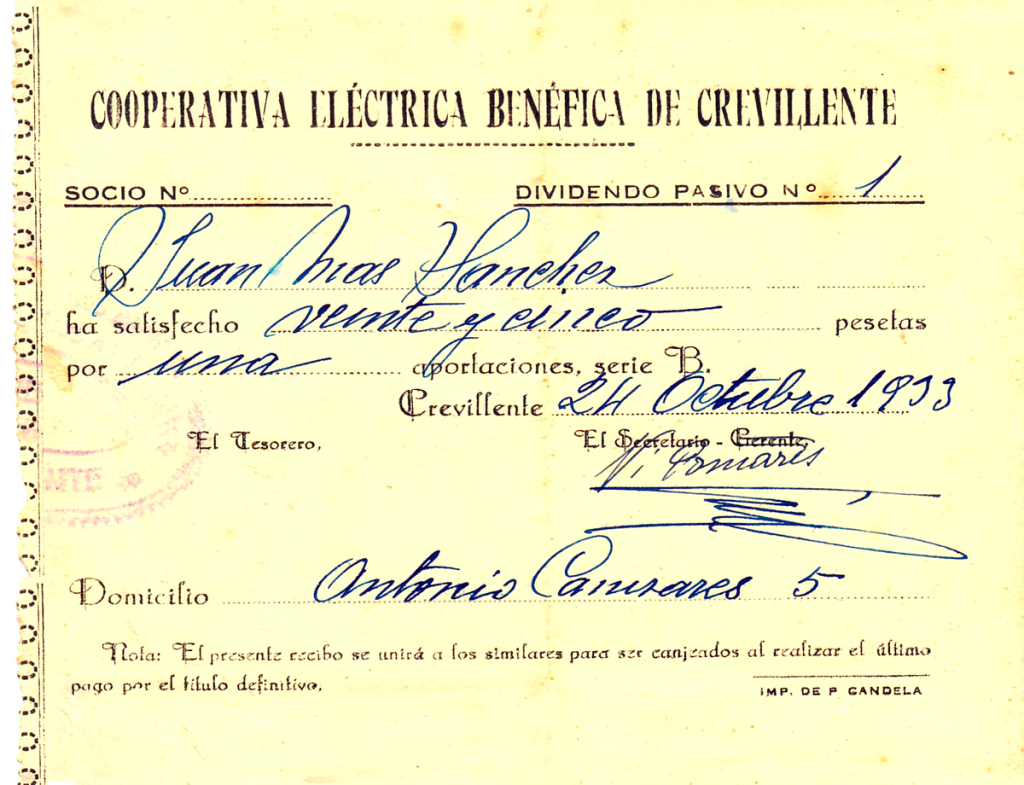 COOPERATIVA ELÉCTRICA BENÉFICA DE CREVILLENTE
SOCIO Nº DIVIDENDO PASIVO Nº 1
D. Juan Mas Sanchez
ha satisfecho veinte y cinco pesetas
por una aportaciones, serie B.
Crevillente 24 Octubre 1933
El Tesorero, El Secretario - Gerente,
Domicilio Antonio 5
Nota: El presente recibo se unirá a los similares para ser canjeados al realizar el último
pago por el título definitivo.
IMP. DE P CANDELA